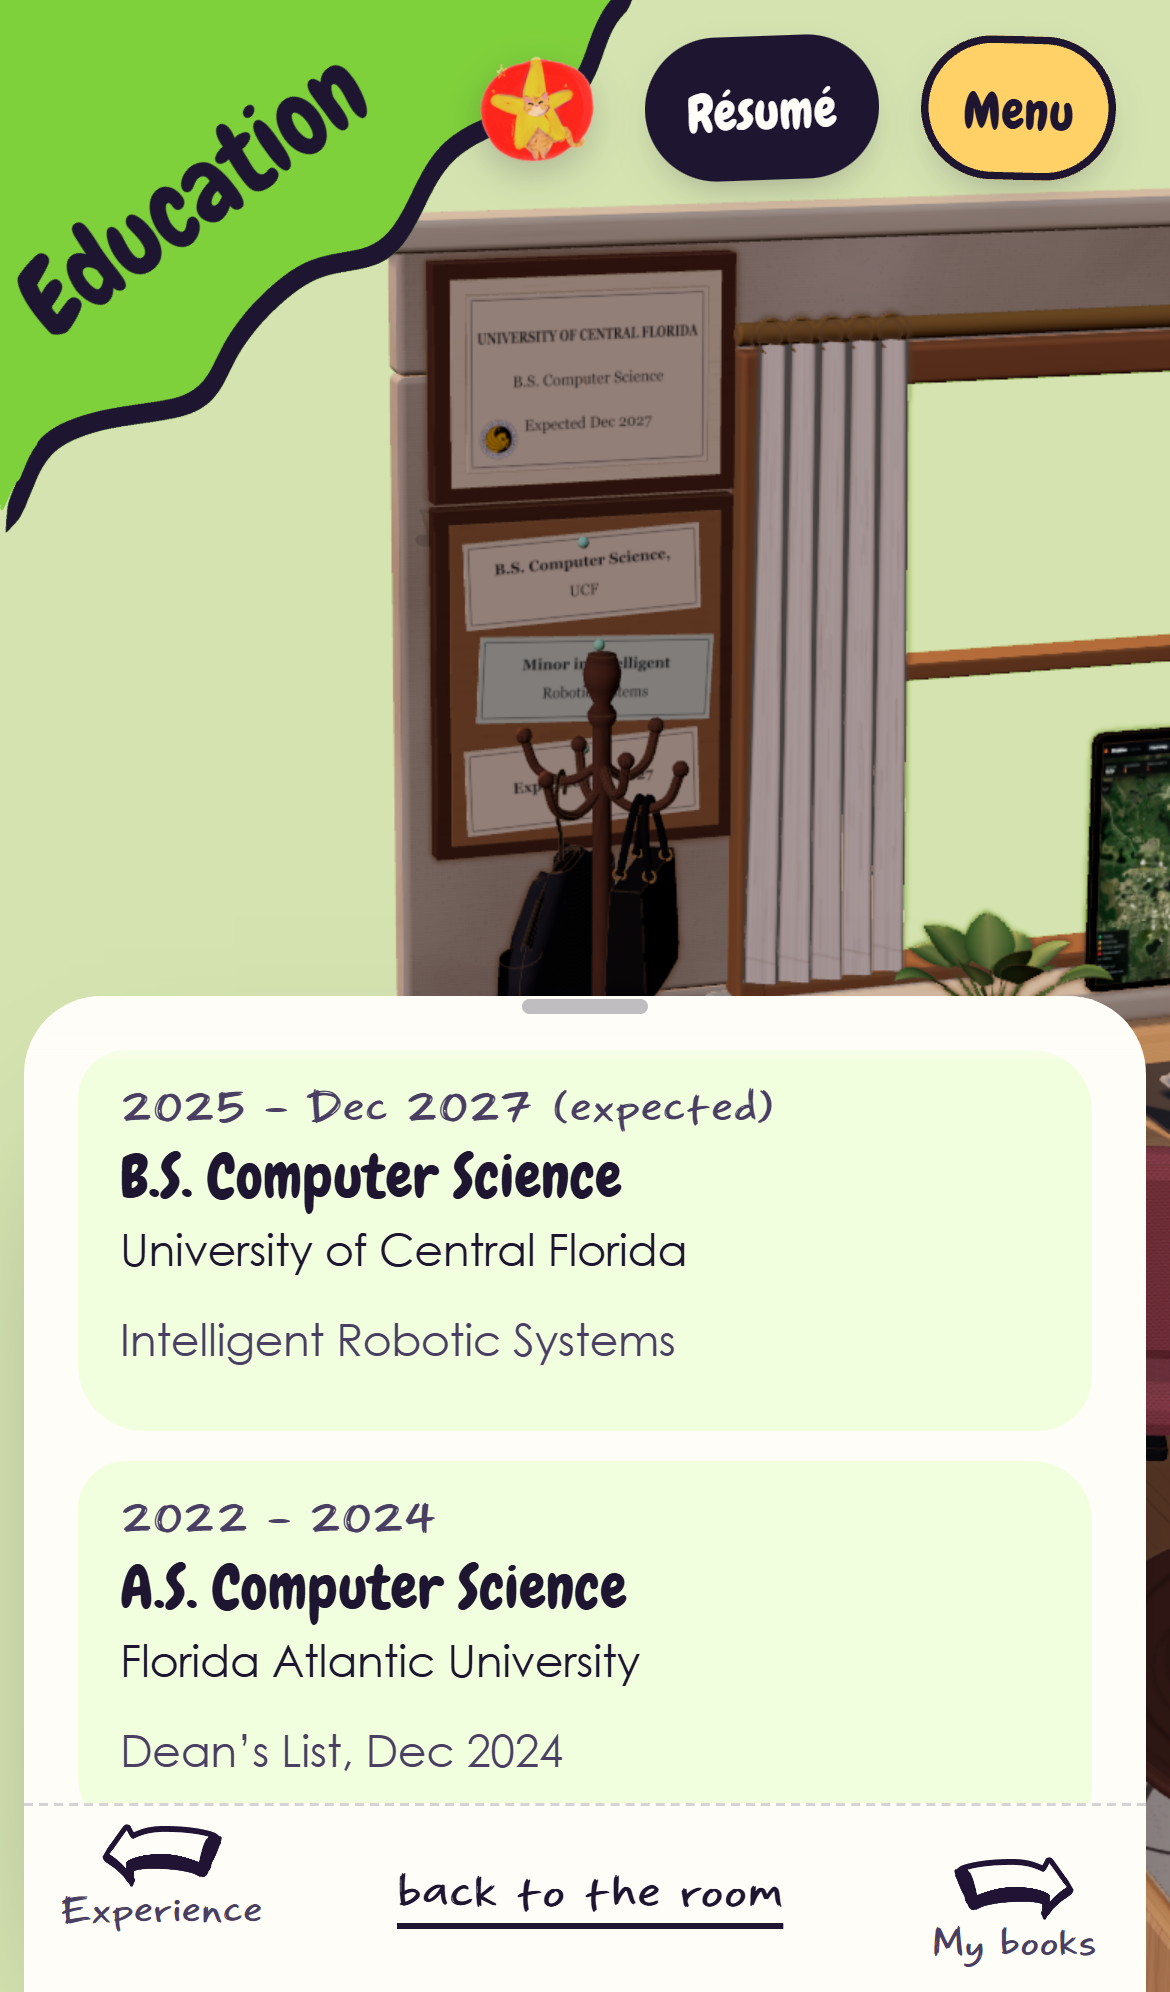 Education
Résumé
Menu
UNIVERSITY OF CENTRAL FLORIDA
B.S. Computer Science
Expected Dec 2027
B.S. Computer Science,
UCF
Minor
2025 – Dec 2027 (expected)
B.S. Computer Science
University of Central Florida
Intelligent Robotic Systems
2022 – 2024
A.S. Computer Science
Florida Atlantic University
Dean’s List, Dec 2024
Experience
back to the room
My books